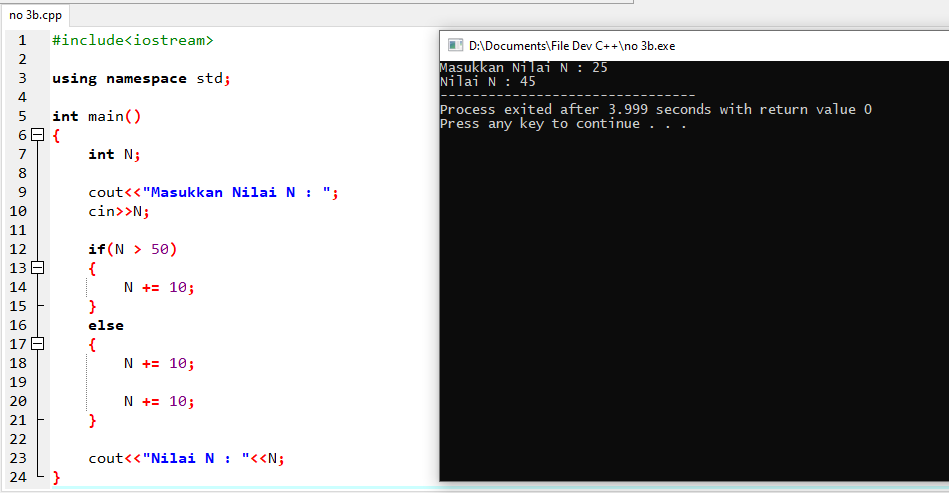 no 3b.cpp
1 #include<iostream>
2
3 using namespace std;
4
5 int main()
6 {
7 int N;
8
9 cout<<"Masukkan Nilai N : ";
10 cin>>N;
11
12 if(N > 50)
13 {
14 N += 10;
15 }
16 else
17 {
18 N += 10;
19
20 N += 10;
21 }
22
23 cout<<"Nilai N : "<<N;
24 }
D:\Documents\File Dev C++\no 3b.exe
Masukkan Nilai N : 25
Nilai N : 45
--------------------------------
Process exited after 3.999 seconds with return value 0
Press any key to continue . . .